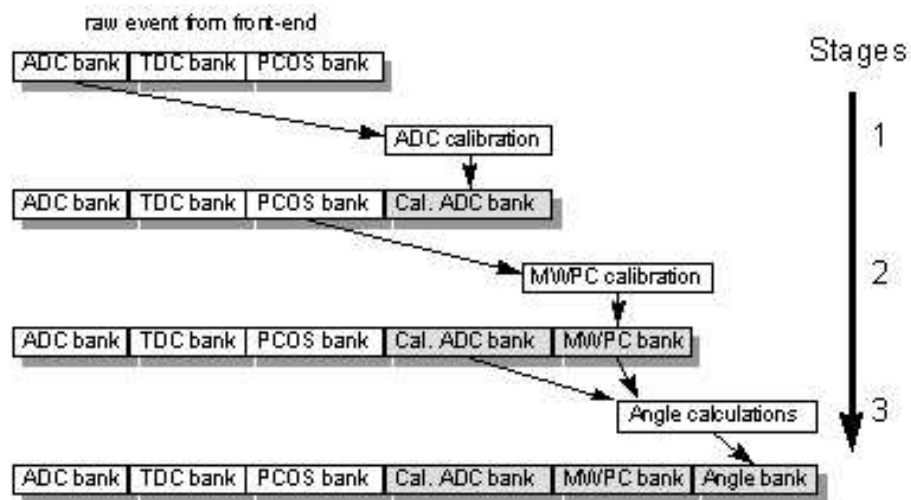 raw event from front-end
Stages
ADC bank TDC bank PCOS bank
1
ADC calibration
ADC bank TDC bank PCOS bank Cal. ADC bank
2
MWPC calibration
ADC bank TDC bank PCOS bank Cal. ADC bank MWPC bank
3
Angle calculations
ADC bank TDC bank PCOS bank Cal. ADC bank MWPC bank Angle bank